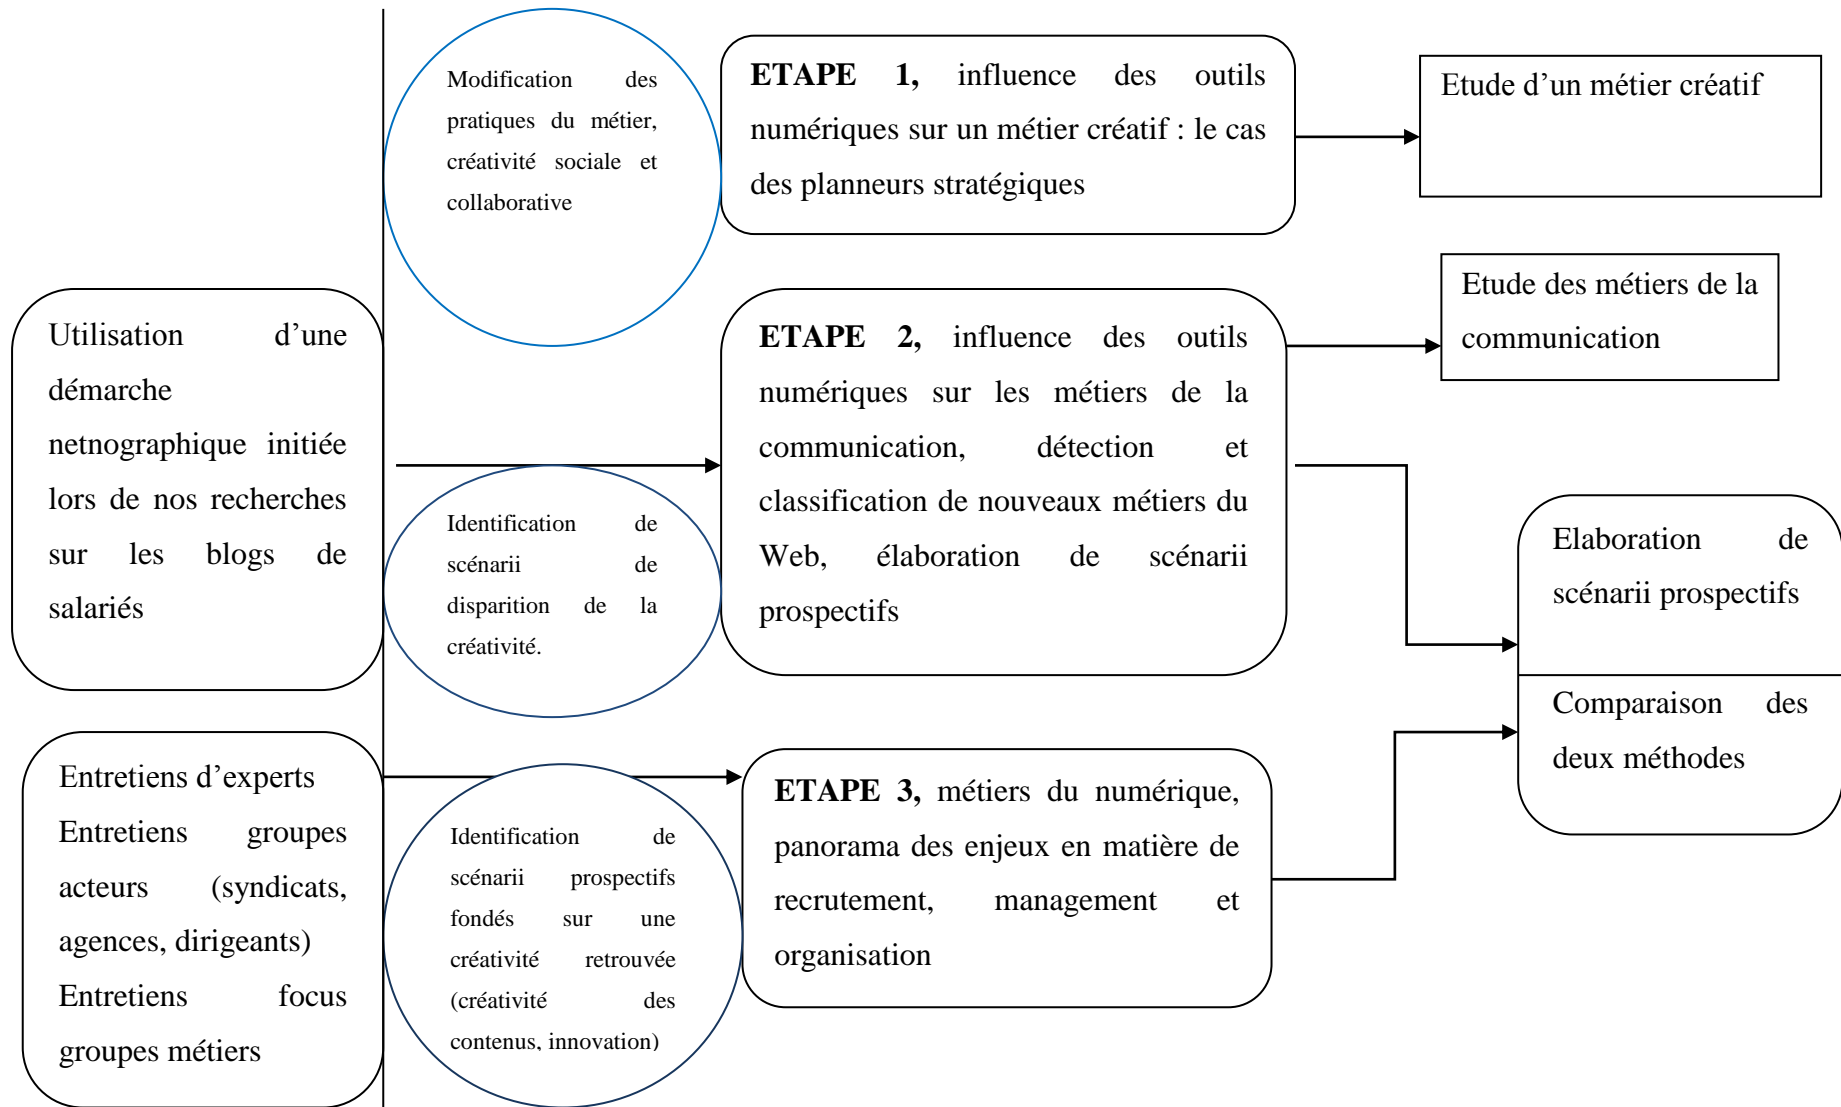 Modification des
pratiques du métier,
créativité sociale et
collaborative
ETAPE 1, influence des outils
numériques sur un métier créatif : le cas
des planneurs stratégiques
Etude d’un métier créatif
Utilisation d’une
démarche
netnographique initiée
lors de nos recherches
sur les blogs de
salariés
Identification de
scénarii de
disparition de la
créativité.
ETAPE 2, influence des outils
numériques sur les métiers de la
communication, détection et
classification de nouveaux métiers du
Web, élaboration de scénarii
prospectifs
Etude des métiers de la
communication
Elaboration de
scénarii prospectifs
Comparaison des
deux méthodes
Entretiens d’experts
Entretiens groupes
acteurs (syndicats,
agences, dirigeants)
Entretiens focus
groupes métiers
Identification de
scénarii prospectifs
fondés sur une
créativité retrouvée
(créativité des
contenus, innovation)
ETAPE 3, métiers du numérique,
panorama des enjeux en matière de
recrutement, management et
organisation